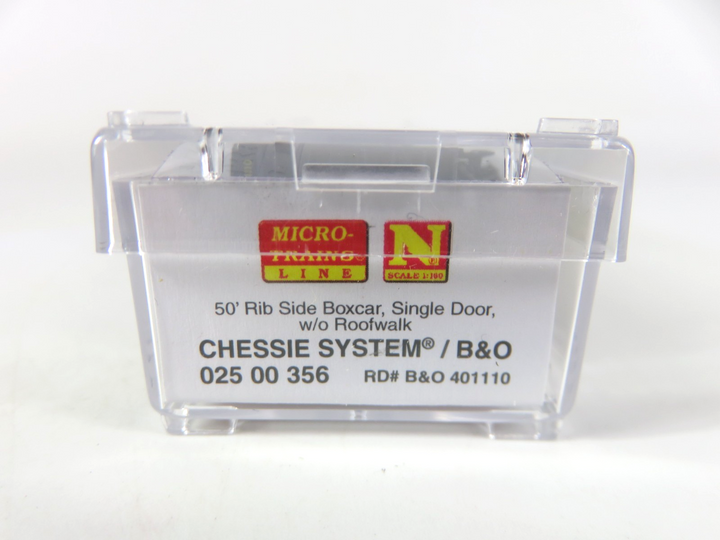 MICRO-
TRAINS
LINE
N
SCALE 1/160
50' Rib Side Boxcar, Single Door,
w/o Roofwalk
CHESSIE SYSTEM® / B&O
025 00 356 RD# B&O 401110